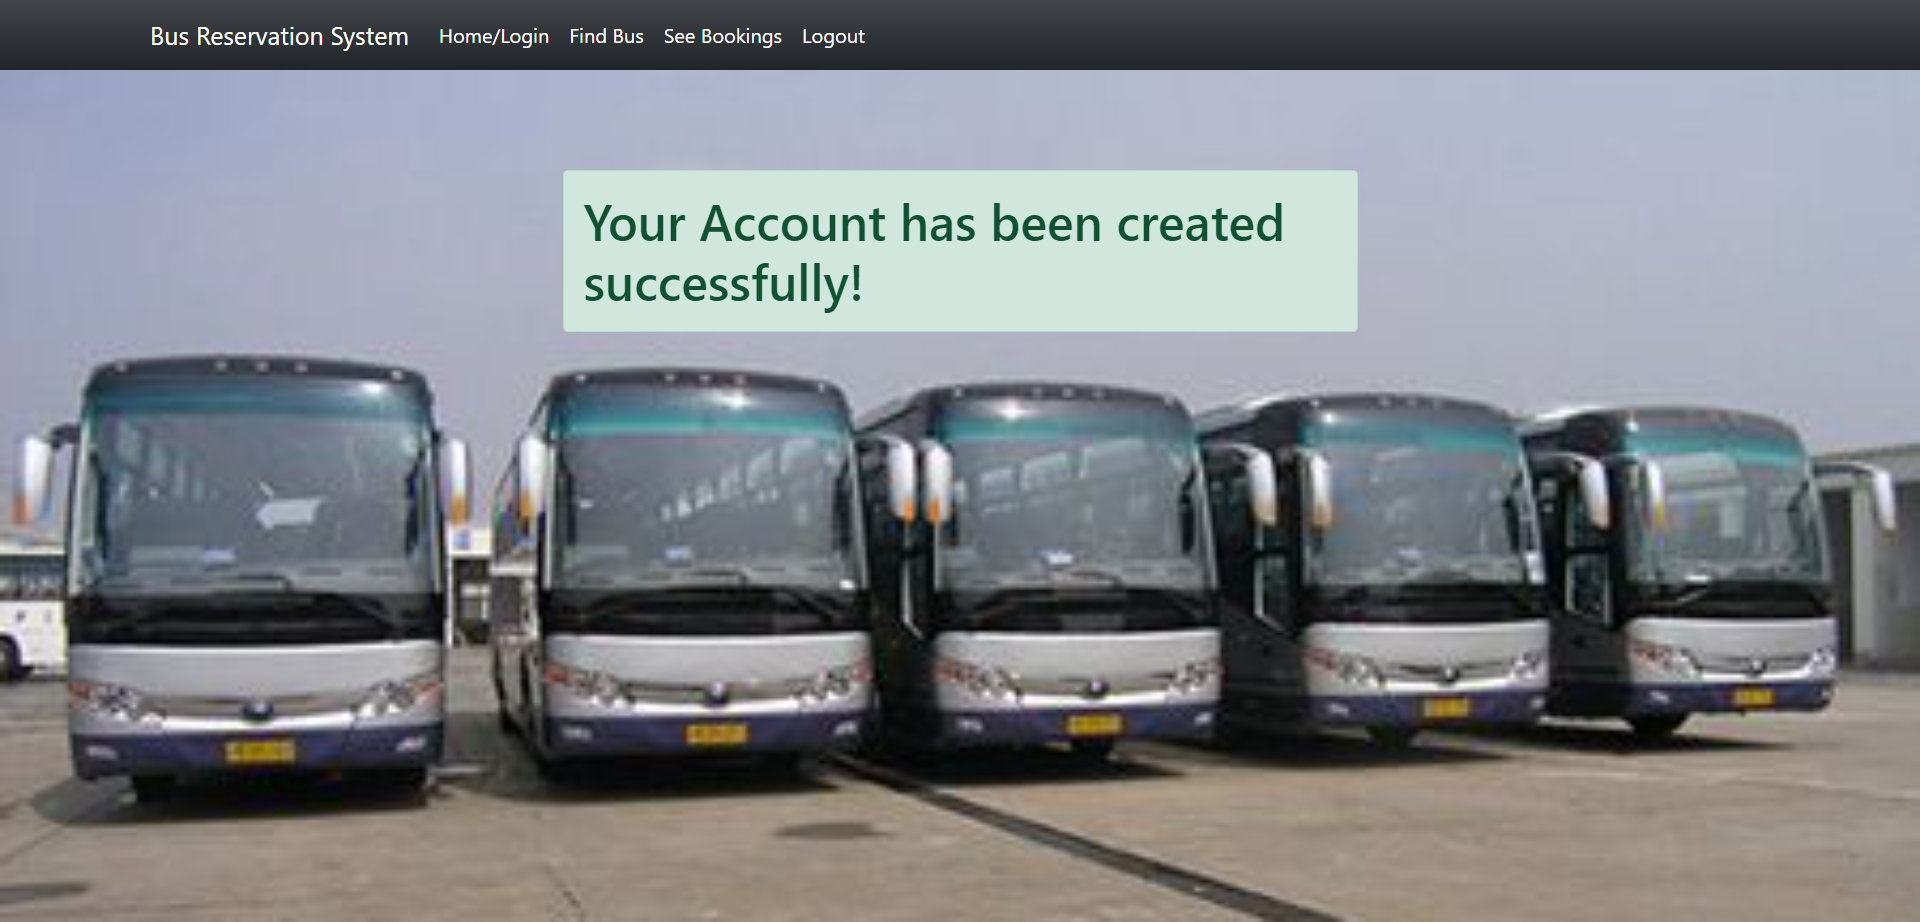 Bus Reservation System Home/Login Find Bus See Bookings Logout
Your Account has been created
successfully!